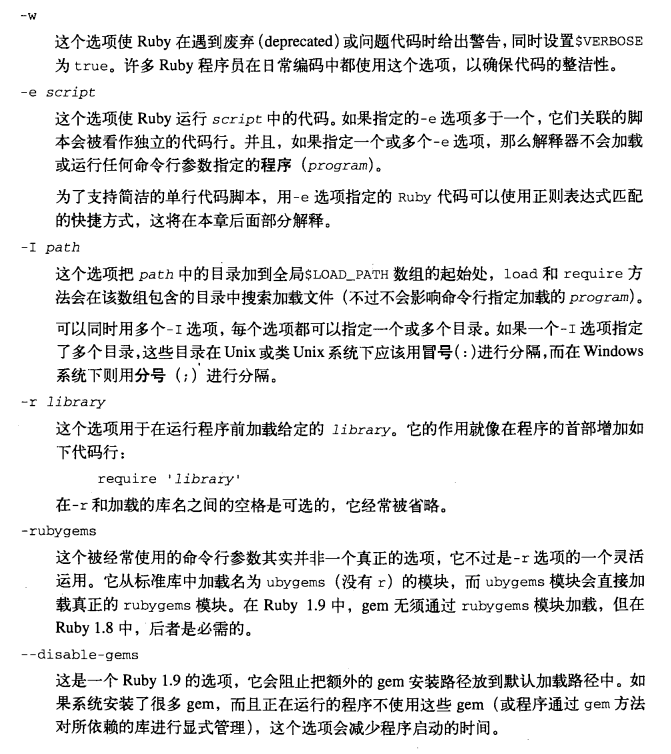 -w
这个选项使 Ruby 在遇到废弃(deprecated)或问题代码时给出警告,同时设置$VERBOSE
为 true。许多 Ruby 程序员在日常编码中都使用这个选项，以确保代码的整洁性。
-e script
这个选项使 Ruby 运行 script 中的代码。如果指定的-e 选项多于一个，它们关联的脚
本会被看作独立的代码行。并且，如果指定一个或多个-e 选项，那么解释器不会加载
或运行任何命令行参数指定的程序（program）。
为了支持简洁的单行代码脚本，用-e 选项指定的 Ruby 代码可以使用正则表达式匹配
的快捷方式，这将在本章后面部分解释。
-I path
这个选项把 path 中的目录加到全局$LOAD_PATH 数组的起始处，load 和 require 方
法会在该数组包含的目录中搜索加载文件（不过不会影响命令行指定加载的 program）。
可以同时用多个-I 选项，每个选项都可以指定一个或多个目录。如果一个-I 选项指定
了多个目录,这些目录在 Unix 或类 Unix 系统下应该用冒号(:)进行分隔,而在 Windows
系统下则用分号（;）进行分隔。
-r library
这个选项用于在运行程序前加载给定的 library。它的作用就像在程序的首部增加如
下代码行：
require 'library'
在-r 和加载的库名之间的空格是可选的，它经常被省略。
-rubygems
这个被经常使用的命令行参数其实并非一个真正的选项，它不过是-r 选项的一个灵活
运用。它从标准库中加载名为 ubygems（没有 r）的模块，而 ubygems 模块会直接加
载真正的 rubygems 模块。在 Ruby 1.9 中，gem 无须通过 rubygems 模块加载，但在
Ruby 1.8 中，后者是必需的。
--disable-gems
这是一个 Ruby 1.9 的选项，它会阻止把额外的 gem 安装路径放到默认加载路径中。如
果系统安装了很多 gem，而且正在运行的程序不使用这些 gem（或程序通过 gem 方法
对所依赖的库进行显式管理），这个选项会减少程序启动的时间。